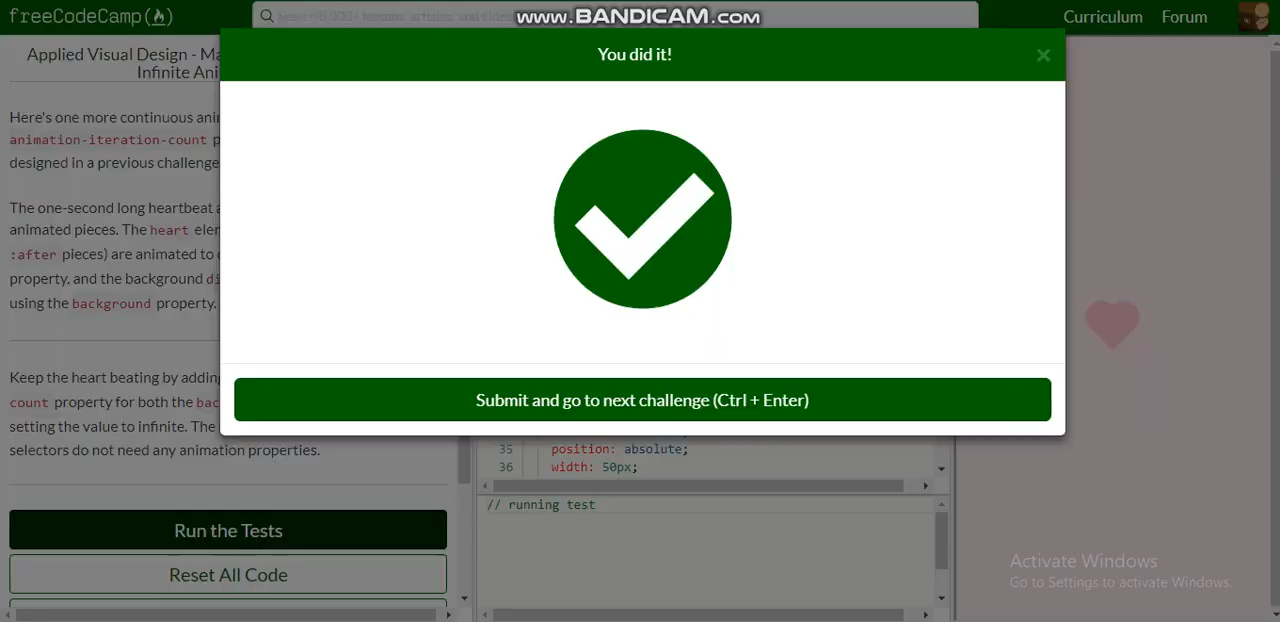 freeCodeCamp
www.BANDICAM.com
Curriculum
Forum
Applied Visual Design - Ma
Infinite Ani
You did it!
Here's one more continuous ani
animation-iteration-count p
designed in a previous challenge
The one-second long heartbeat a
animated pieces. The heart elem
:after pieces) are animated to c
property, and the background di
using the background property.
Keep the heart beating by adding
count property for both the bac
setting the value to infinite. The
selectors do not need any animation properties.
Submit and go to next challenge (Ctrl + Enter)
35 position: absolute;
36 width: 50px;
// running test
Run the Tests
Reset All Code
Activate Windows
Go to Settings to activate Windows.